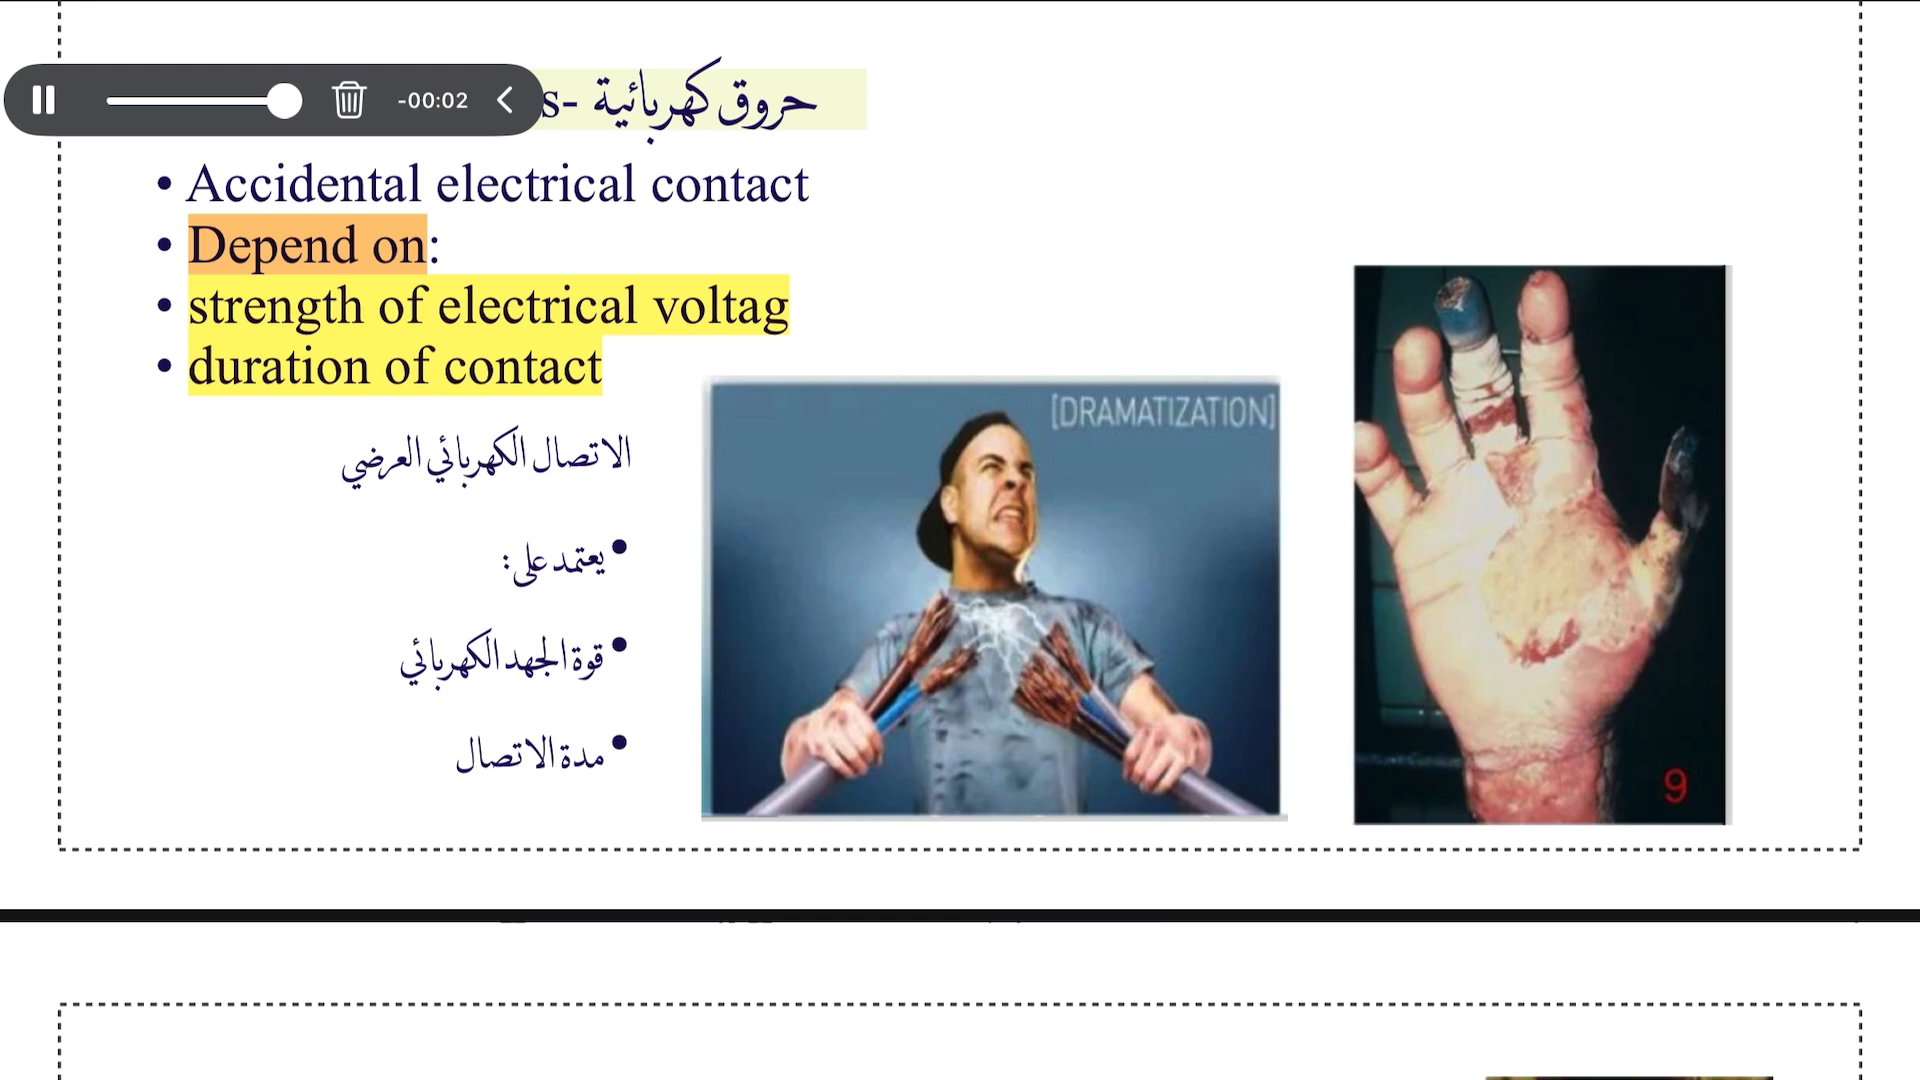 -00:02
s- حروق كهربائية
• Accidental electrical contact
• Depend on:
• strength of electrical voltag
• duration of contact
[DRAMATIZATION]
الاتصال الكهربائي العرضي
• يعتمد على:
• قوة الجهد الكهربائي
• مدة الاتصال
9